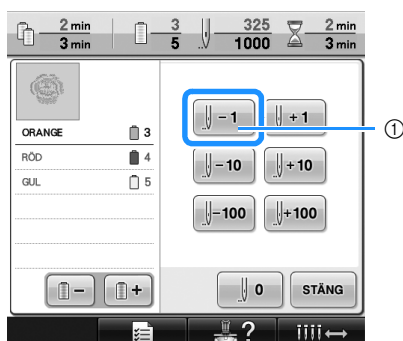 2 min 3 325 2 min
3 min 5 1000 3 min
- 1 + 1 ①
ORANGE 3
RÖD 4
- 10 + 10
GUL 5
- 100 + 100
- + 0 STÄNG
?